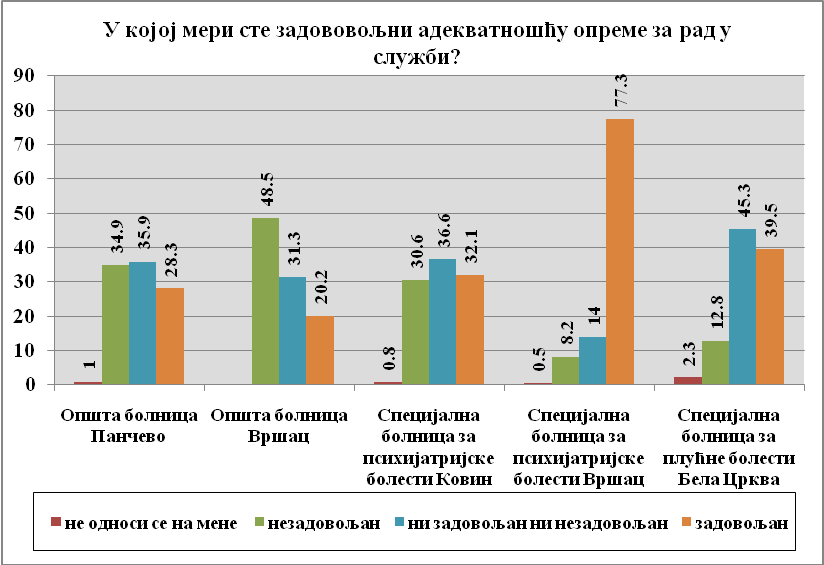 У којој мери сте задововољни адекватношћу опреме за рад у
служби?
90
80
70
60
50
40
30
20
10
0
1
34.9
35.9
28.3
48.5
31.3
20.2
0.8
30.6
36.6
32.1
0.5
8.2
14
77.3
2.3
12.8
45.3
39.5
Општа болница
Панчево
Општа болница
Вршац
Специјална
болница за
психијатријске
болести Ковин
Специјална
болница за
психијатријске
болести Вршац
Специјална
болница за
плућне болести
Бела Црква
не односи се на мене
незадовољан
ни задовољан ни незадовољан
задовољан